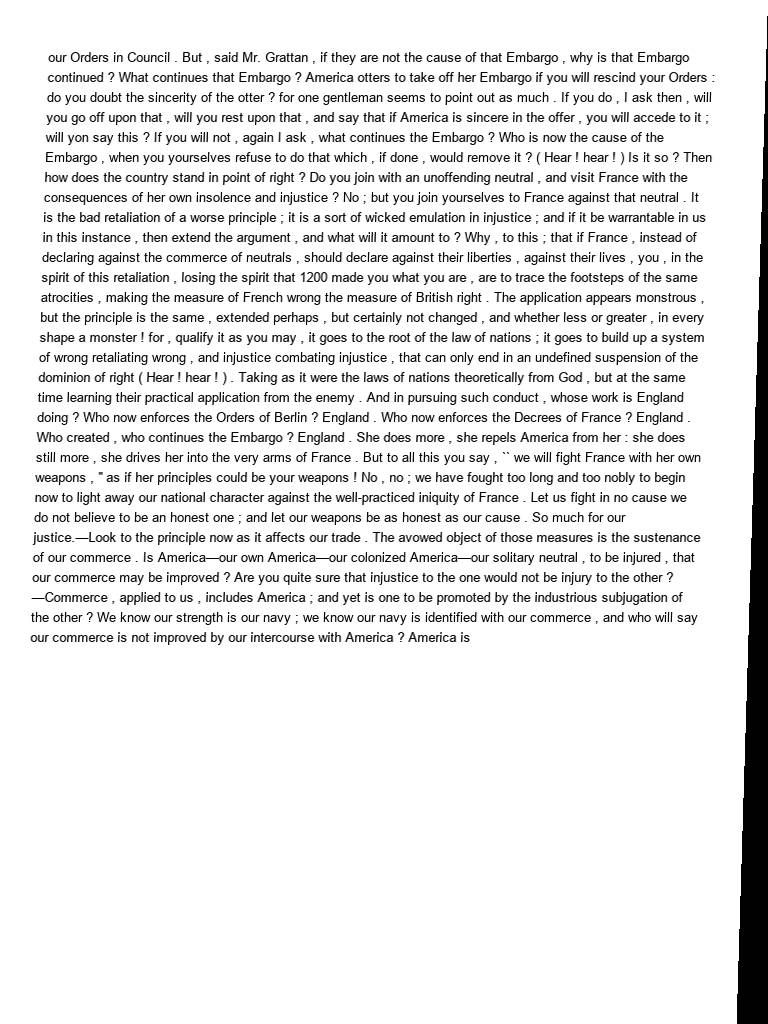 our Orders in Council . But , said Mr. Grattan , if they are not the cause of that Embargo , why is that Embargo
continued ? What continues that Embargo ? America otters to take off her Embargo if you will rescind your Orders :
do you doubt the sincerity of the otter ? for one gentleman seems to point out as much . If you do , I ask then , will
you go off upon that , will you rest upon that , and say that if America is sincere in the offer , you will accede to it ;
will yon say this ? If you will not , again I ask , what continues the Embargo ? Who is now the cause of the
Embargo , when you yourselves refuse to do that which , if done , would remove it ? ( Hear ! hear ! ) Is it so ? Then
how does the country stand in point of right ? Do you join with an unoffending neutral , and visit France with the
consequences of her own insolence and injustice ? No ; but you join yourselves to France against that neutral . It
is the bad retaliation of a worse principle ; it is a sort of wicked emulation in injustice ; and if it be warrantable in us
in this instance , then extend the argument , and what will it amount to ? Why , to this ; that if France , instead of
declaring against the commerce of neutrals , should declare against their liberties , against their lives , you , in the
spirit of this retaliation , losing the spirit that 1200 made you what you are , are to trace the footsteps of the same
atrocities , making the measure of French wrong the measure of British right . The application appears monstrous ,
but the principle is the same , extended perhaps , but certainly not changed , and whether less or greater , in every
shape a monster ! for , qualify it as you may , it goes to the root of the law of nations ; it goes to build up a system
of wrong retaliating wrong , and injustice combating injustice , that can only end in an undefined suspension of the
dominion of right ( Hear ! hear ! ) . Taking as it were the laws of nations theoretically from God , but at the same
time learning their practical application from the enemy . And in pursuing such conduct , whose work is England
doing ? Who now enforces the Orders of Berlin ? England . Who now enforces the Decrees of France ? England .
Who created , who continues the Embargo ? England . She does more , she repels America from her : she does
still more , she drives her into the very arms of France . But to all this you say , `` we will fight France with her own
weapons , '' as if her principles could be your weapons ! No , no ; we have fought too long and too nobly to begin
now to light away our national character against the well-practiced iniquity of France . Let us fight in no cause we
do not believe to be an honest one ; and let our weapons be as honest as our cause . So much for our
justice.—Look to the principle now as it affects our trade . The avowed object of those measures is the sustenance
of our commerce . Is America—our own America—our colonized America—our solitary neutral , to be injured , that
our commerce may be improved ? Are you quite sure that injustice to the one would not be injury to the other ?
—Commerce , applied to us , includes America ; and yet is one to be promoted by the industrious subjugation of
the other ? We know our strength is our navy ; we know our navy is identified with our commerce , and who will say
our commerce is not improved by our intercourse with America ? America is